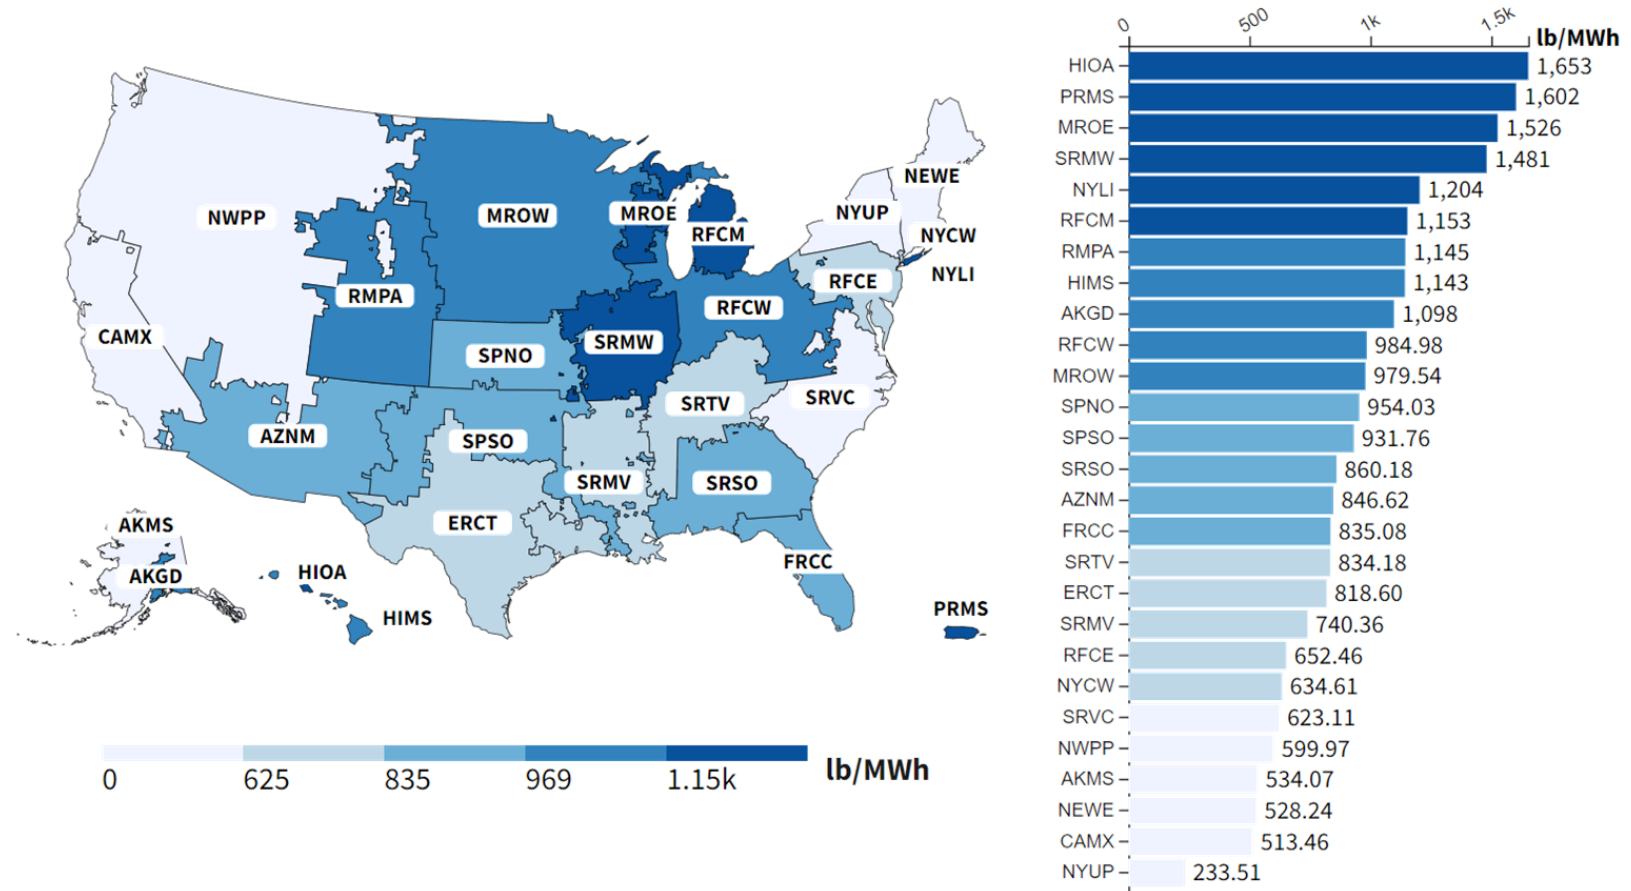 NWPP
MROW
MROE
RFCM
NEWE
NYUP
NYCW
NYLI
RFCE
RMPA
RFCW
CAMX
SPNO
SRMW
SRTV
SRVC
AZNM
SPSO
SRMV
SRSO
ERCT
FRCC
AKMS
AKGD
HIOA
HIMS
PRMS
0 625 835 969 1.15k lb/MWh
0 500 1k 1.5k lb/MWh
HIOA 1,653
PRMS 1,602
MROE 1,526
SRMW 1,481
NYLI 1,204
RFCM 1,153
RMPA 1,145
HIMS 1,143
AKGD 1,098
RFCW 984.98
MROW 979.54
SPNO 954.03
SPSO 931.76
SRSO 860.18
AZNM 846.62
FRCC 835.08
SRTV 834.18
ERCT 818.60
SRMV 740.36
RFCE 652.46
NYCW 634.61
SRVC 623.11
NWPP 599.97
AKMS 534.07
NEWE 528.24
CAMX 513.46
NYUP 233.51